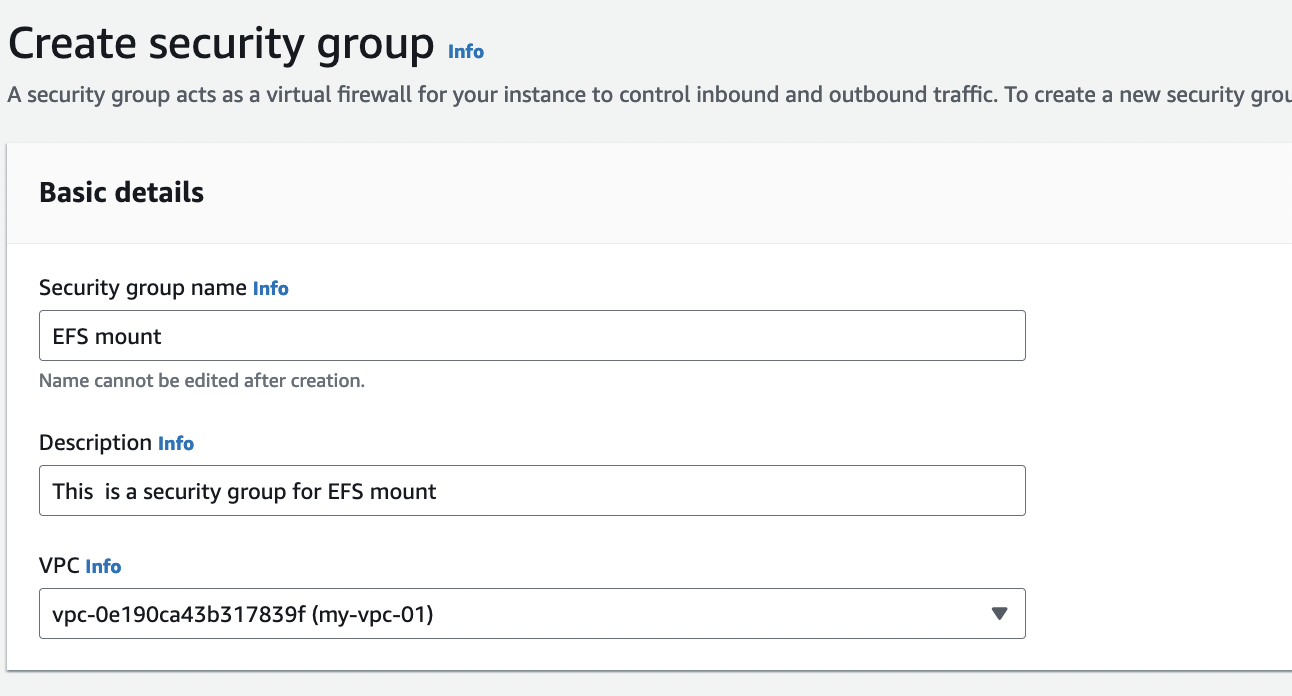 Create security group Info
A security group acts as a virtual firewall for your instance to control inbound and outbound traffic. To create a new security
Basic details
Security group name Info
EFS mount
Name cannot be edited after creation.
Description Info
This  is a security group for EFS mount
VPC Info
vpc-0e190ca43b317839f (my-vpc-01)